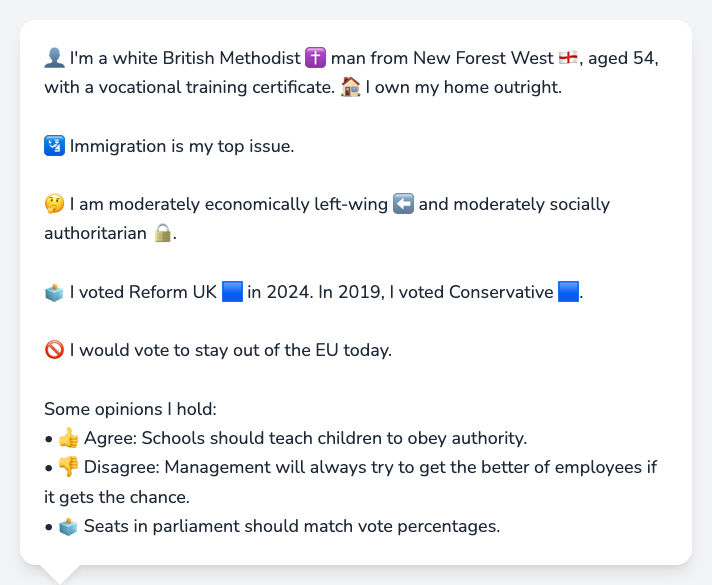 👤 I'm a white British Methodist ✝️ man from New Forest West 🏴󠁧󠁢󠁥󠁮󠁧󠁿, aged 54,
with a vocational training certificate. 🏠 I own my home outright.
🛂 Immigration is my top issue.
🤔 I am moderately economically left-wing ⬅️ and moderately socially
authoritarian 🔒.
🗳️ I voted Reform UK 🟦 in 2024. In 2019, I voted Conservative 🟦.
🚫 I would vote to stay out of the EU today.
Some opinions I hold:
• 👍 Agree: Schools should teach children to obey authority.
• 👎 Disagree: Management will always try to get the better of employees if
it gets the chance.
• 🗳️ Seats in parliament should match vote percentages.